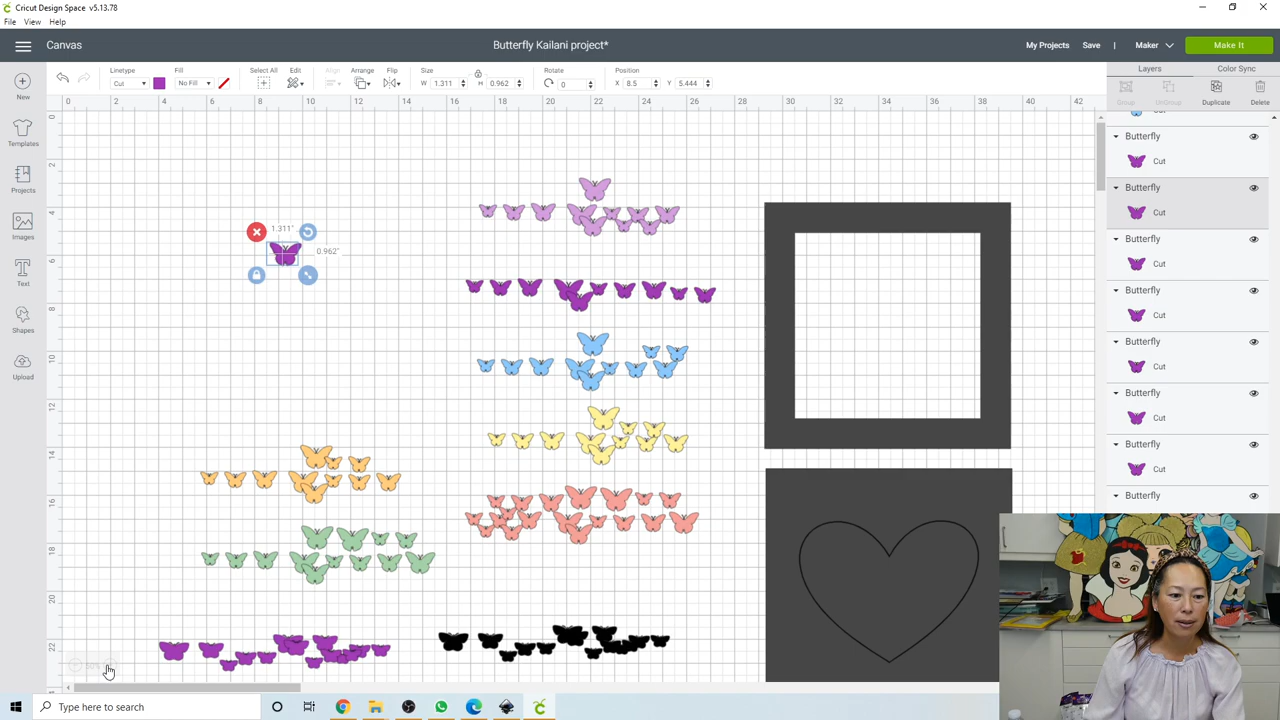 Cricut Design Space v5.13.78
File View Help
Canvas
Butterfly Kailani project*
My Projects Save | Maker Make It
New
Templates
Projects
Images
Text
Shapes
Upload
Linetype
Cut
Fill
No Fill
Select All
Edit
Align
Arrange
Flip
Size
W 1.311
H 0.962
Rotate
0
Position
X 8.5
Y 5.444
0 2 4 6 8 10 12 14 16 18 20 22 24 26 28 30 32 34 36 38 40 42
0
2
4
6
8
10
12
14
16
18
20
22
1.311"
0.962"
Layers Color Sync
Group UnGroup Duplicate Delete
Cut
Butterfly
Cut
Butterfly
Cut
Butterfly
Cut
Butterfly
Cut
Butterfly
Cut
Butterfly
Cut
Butterfly
Cut
Butterfly
Type here to search